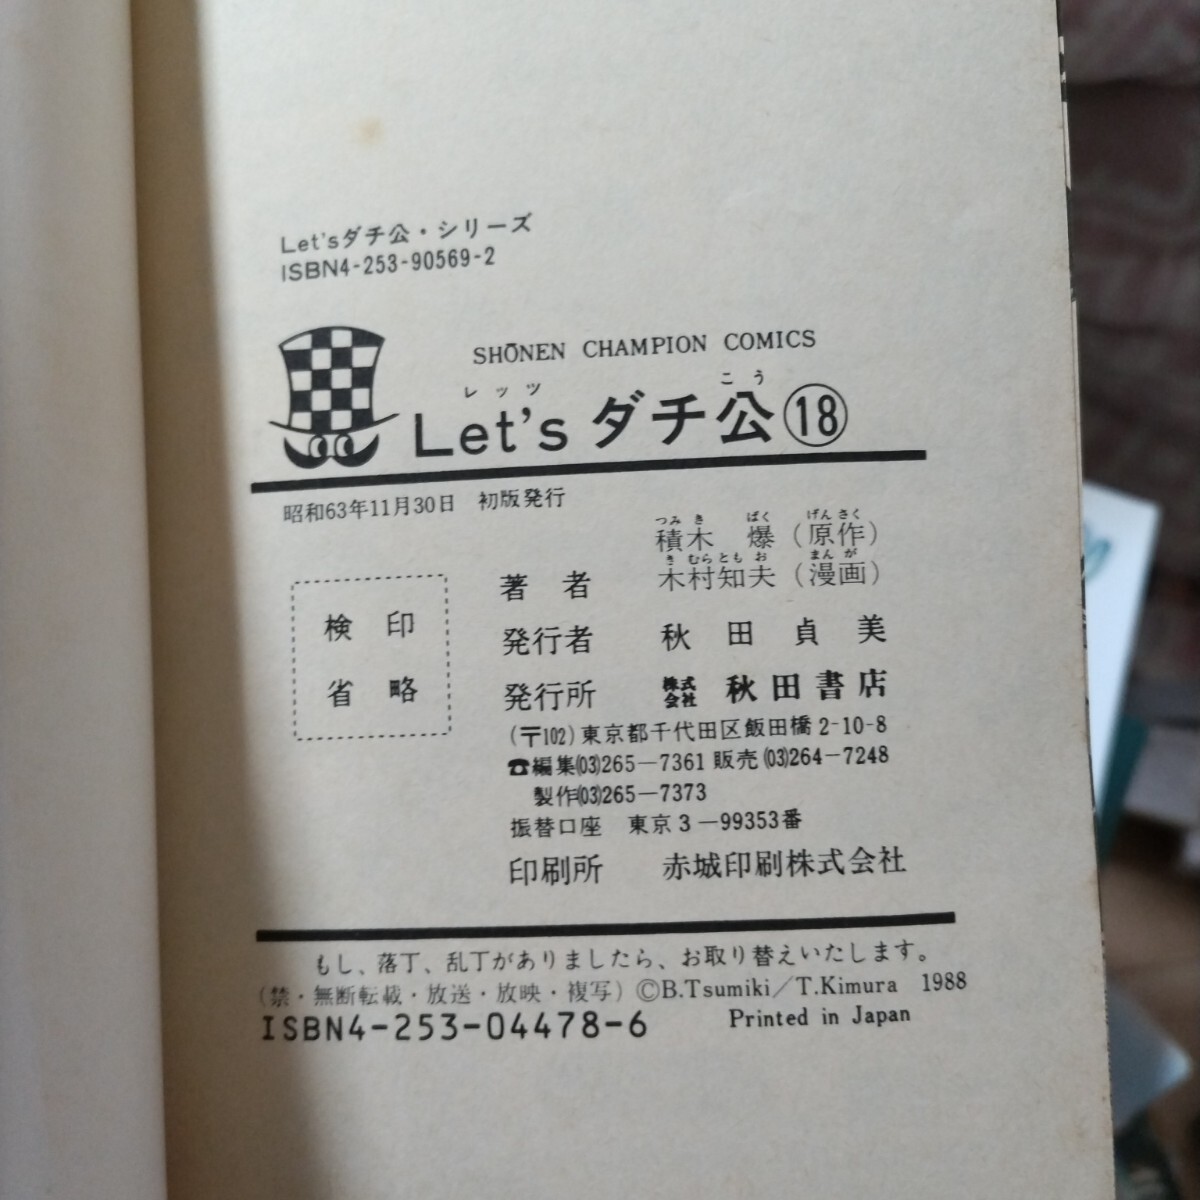 Let'sダチ公・シリーズ
ISBN4-253-90569-2
SHŌNEN CHAMPION COMICS
レッツ こう
Let's ダチ公⑱
昭和63年11月30日 初版発行
検印
省略
つみき ばく げんさく
著者 積木 爆(原作)
きむらともお まんが
木村知夫(漫画)
発行者 秋田貞美
発行所 株式会社 秋田書店
(〒102)東京都千代田区飯田橋2-10-8
☎編集(03)265―7361 販売(03)264―7248
製作(03)265―7373
振替口座 東京3―99353番
印刷所 赤城印刷株式会社
もし、落丁、乱丁がありましたら、お取り替えいたします。
(禁・無断転載・放送・放映・複写)©B.Tsumiki/T.Kimura 1988
ISBN4-253-04478-6 Printed in Japan